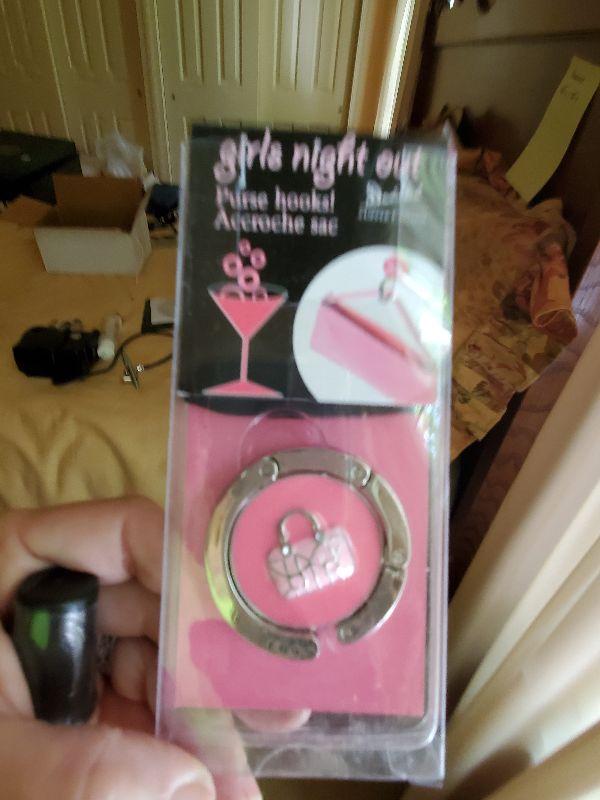 girls night out
Purse hooks!
Accroche sac